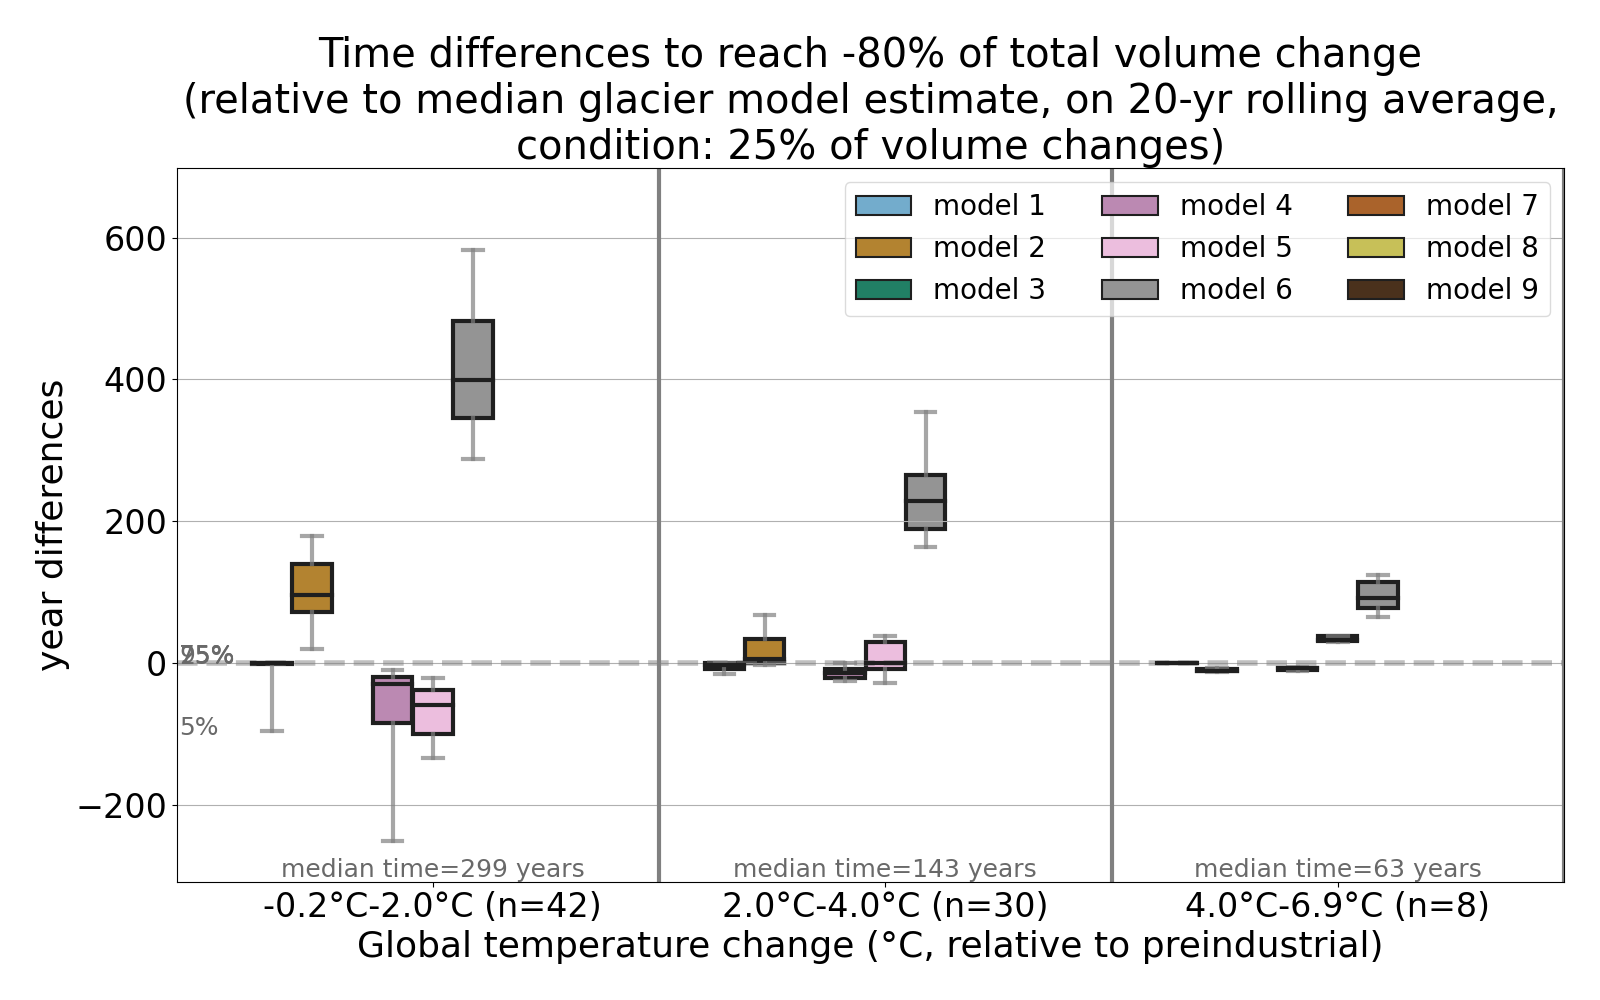 Time differences to reach -80% of total volume change
(relative to median glacier model estimate, on 20-yr rolling average,
condition: 25% of volume changes)
model 1
model 4
model 7
model 2
model 5
model 8
model 3
model 6
model 9
600
400
200
0
−200
year differences
5%
median time=299 years
median time=143 years
median time=63 years
-0.2°C-2.0°C (n=42)
2.0°C-4.0°C (n=30)
4.0°C-6.9°C (n=8)
Global temperature change (°C, relative to preindustrial)